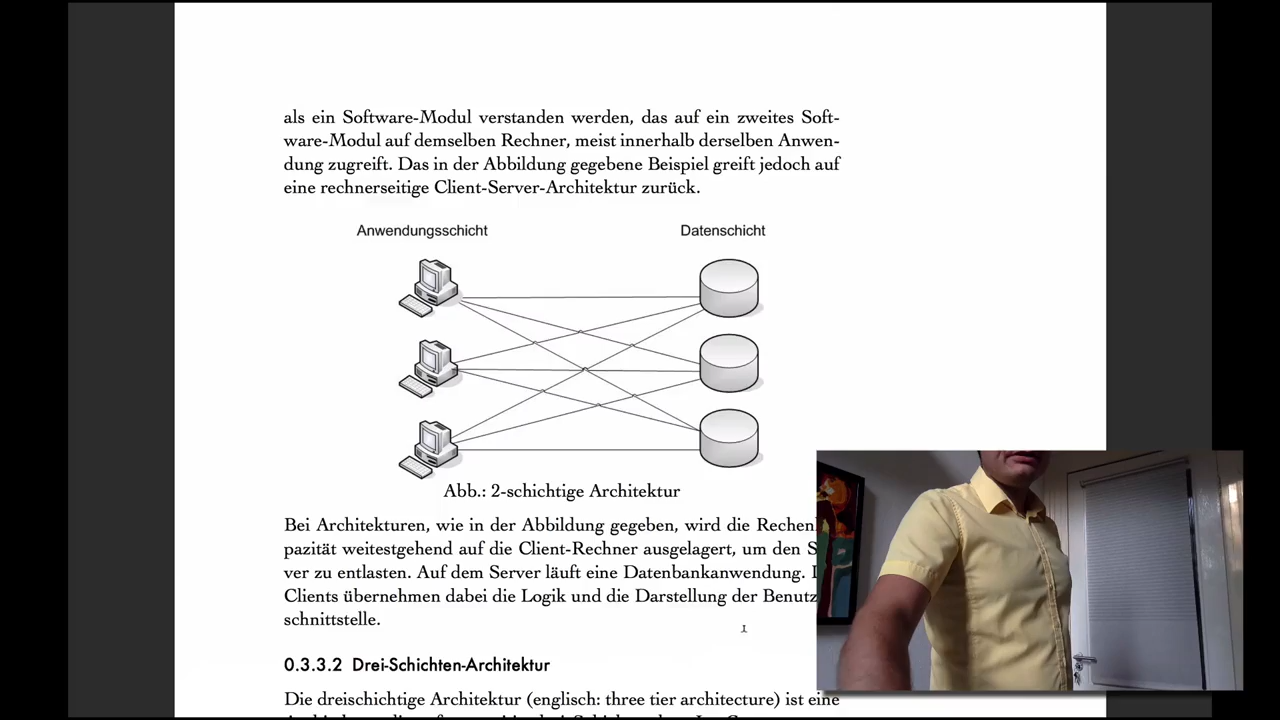 als ein Software-Modul verstanden werden, das auf ein zweites Soft-
ware-Modul auf demselben Rechner, meist innerhalb derselben Anwen-
dung zugreift. Das in der Abbildung gegebene Beispiel greift jedoch auf
eine rechnerseitige Client-Server-Architektur zurück.
Anwendungsschicht Datenschicht
Abb.: 2-schichtige Architektur
Bei Architekturen, wie in der Abbildung gegeben, wird die
pazität weitestgehend auf die Client-Rechner ausgelagert, um den
ver zu entlasten. Auf dem Server läuft eine Datenbankanwendung.
Clients übernehmen dabei die Logik und die Darstellung der
schnittstelle.
0.3.3.2 Drei-Schichten-Architektur
Die dreischichtige Architektur (englisch: three tier architecture) ist eine